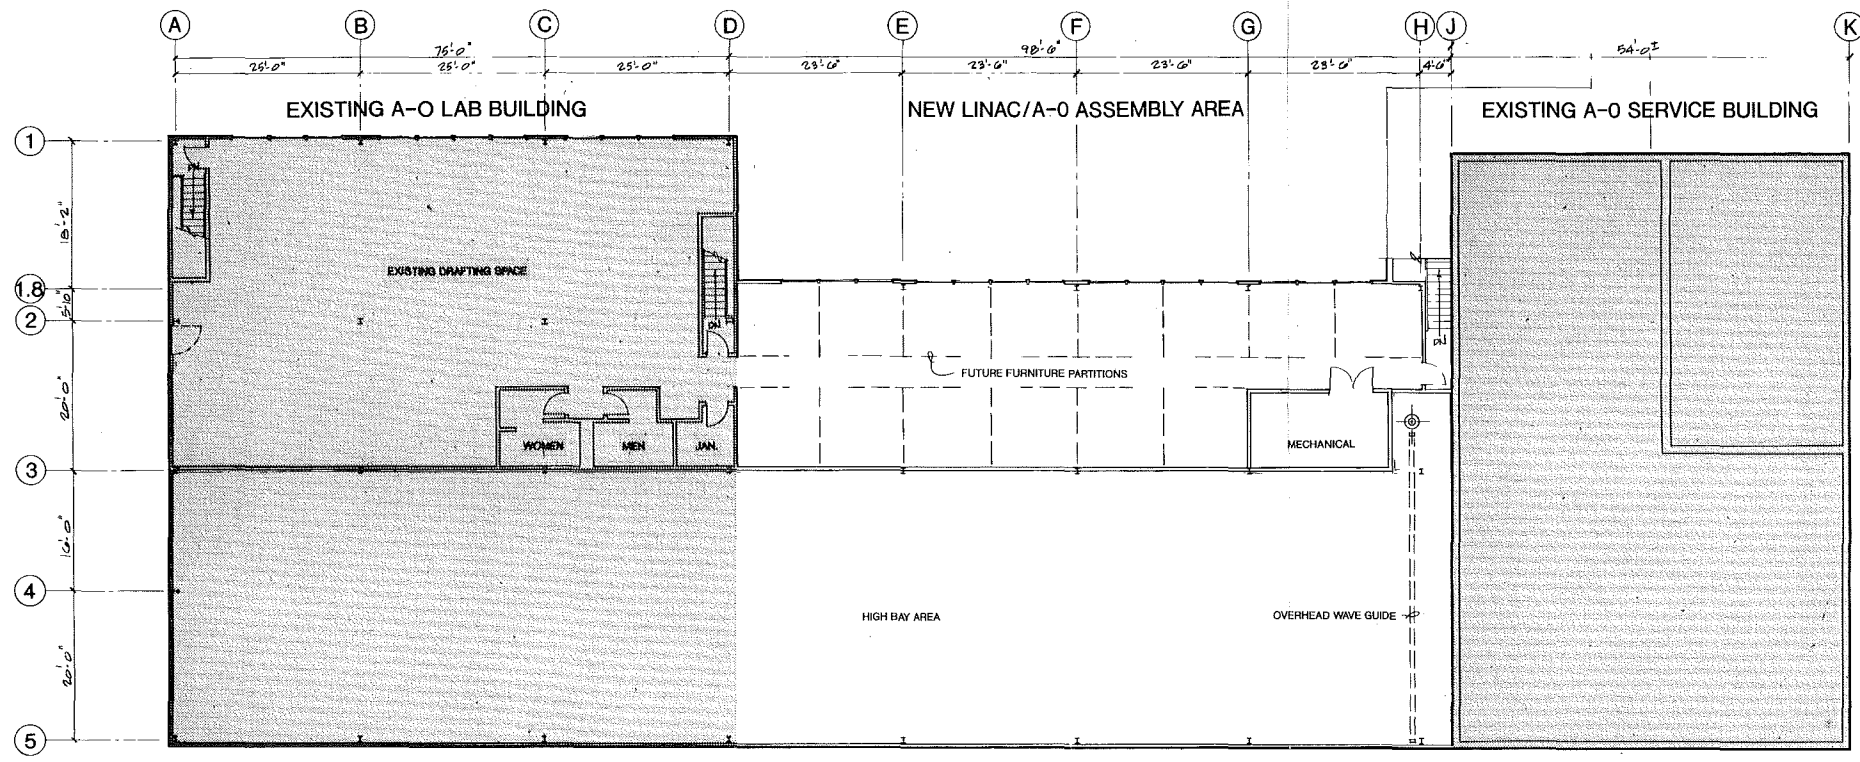 A B C D E F G H J K
75'-0" 98'-6" 54'-0"±
25'-0" 25'-0" 25'-0" 23'-6" 23'-6" 23'-6" 23'-6" 4'-6"
EXISTING A-O LAB BUILDING NEW LINAC/A-0 ASSEMBLY AREA EXISTING A-0 SERVICE BUILDING
1
DN
18'-2"
EXISTING DRAFTING SPACE
1.8
5'-10"
2
DN
DN
FUTURE FURNITURE PARTITIONS
20'-0"
WOMEN MEN JAN. MECHANICAL
3
16'-0"
4
HIGH BAY AREA OVERHEAD WAVE GUIDE
20'-0"
5